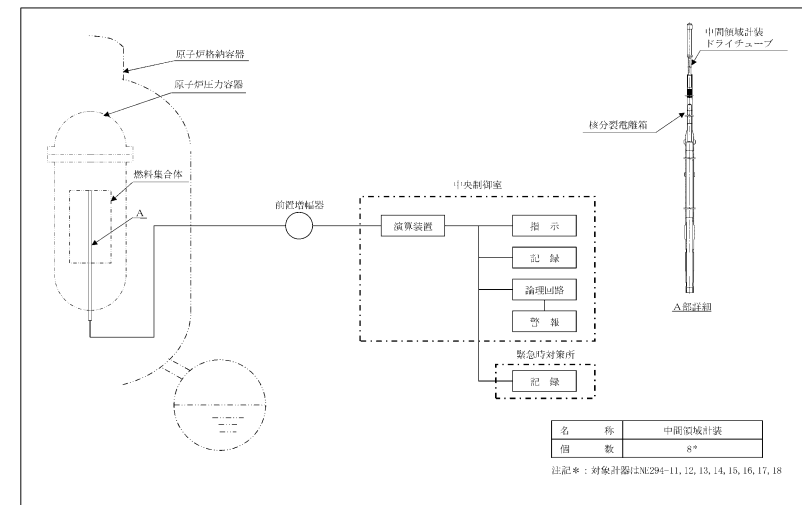 原子炉格納容器
原子炉圧力容器
燃料集合体
A
前置増幅器
中央制御室
演算装置
指 示
記 録
論理回路
警 報
緊急時対策所
記 録
中間領域計装
ドライチューブ
核分裂電離箱
A部詳細
名 称 中間領域計装
個 数 8*
注記*:対象計器はNE294-11,12,13,14,15,16,17,18